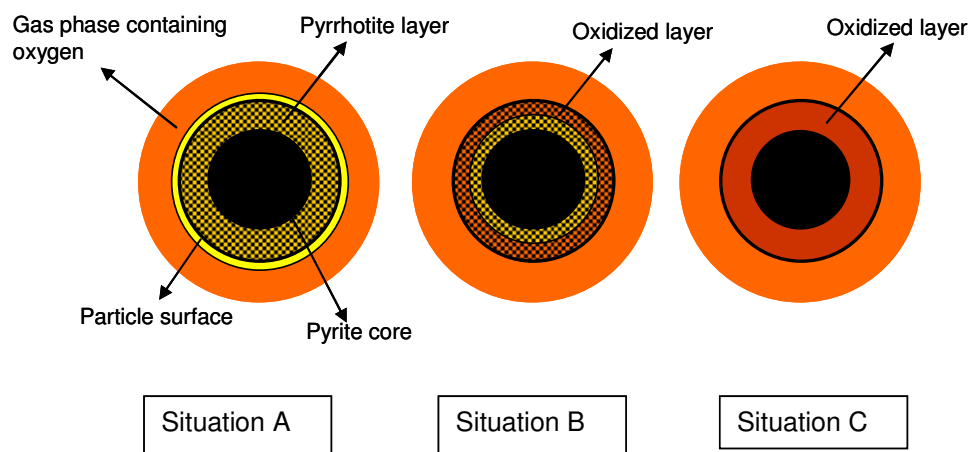 Gas phase containing
oxygen
Pyrrhotite layer
Oxidized layer
Oxidized layer
Particle surface
Pyrite core
Situation A
Situation B
Situation C